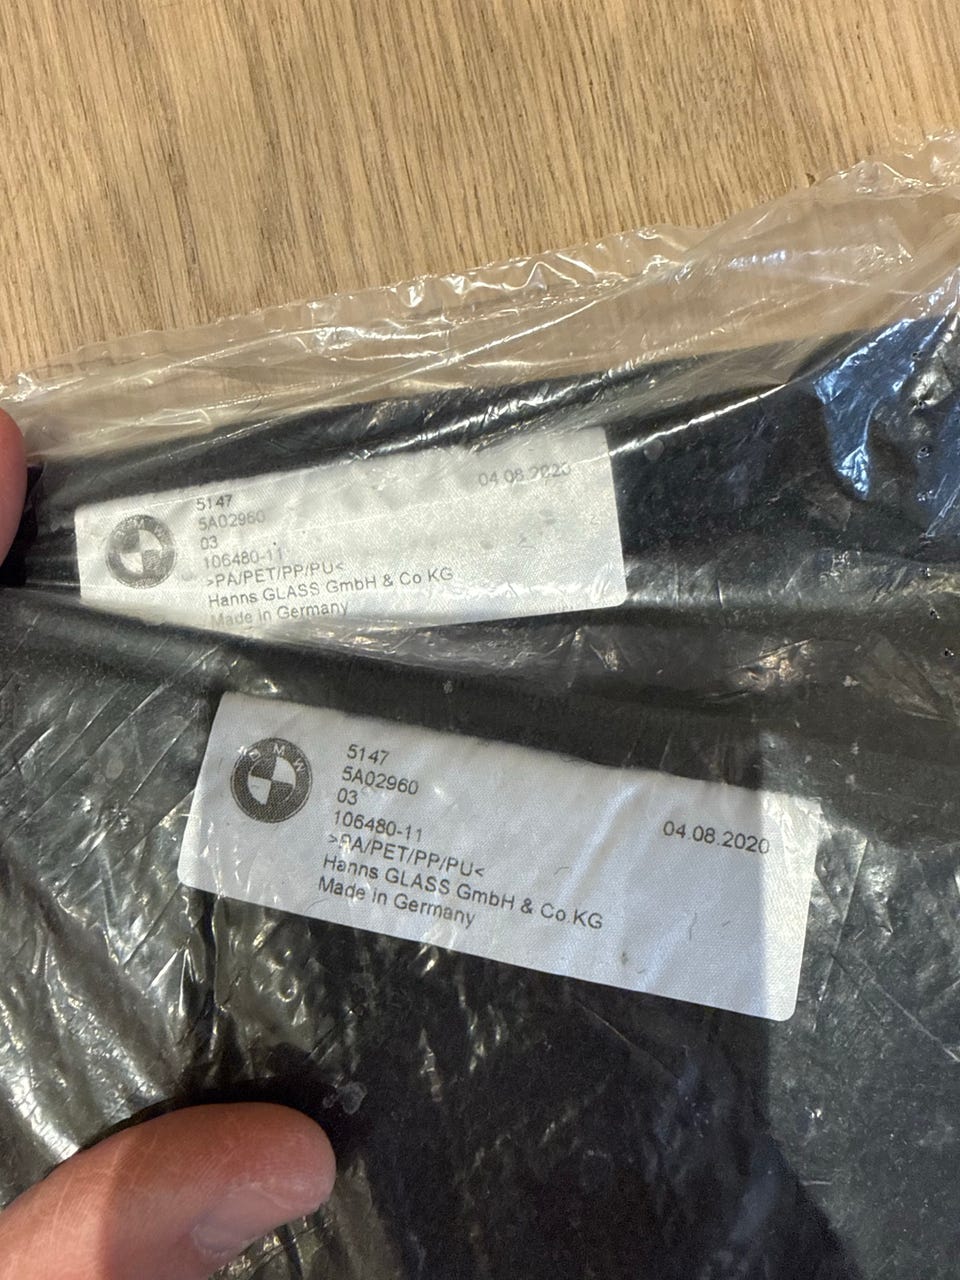 04 08.2020
5147
5A02960
03
106480-11
>PA/PET/PP/PU<
Hanns GLASS GmbH & Co KG
Made in Germany
BMW
5147
5A02960
03
106480-11
04 08.2020
>PA/PET/PP/PU<
Hanns GLASS GmbH & Co.KG
Made in Germany